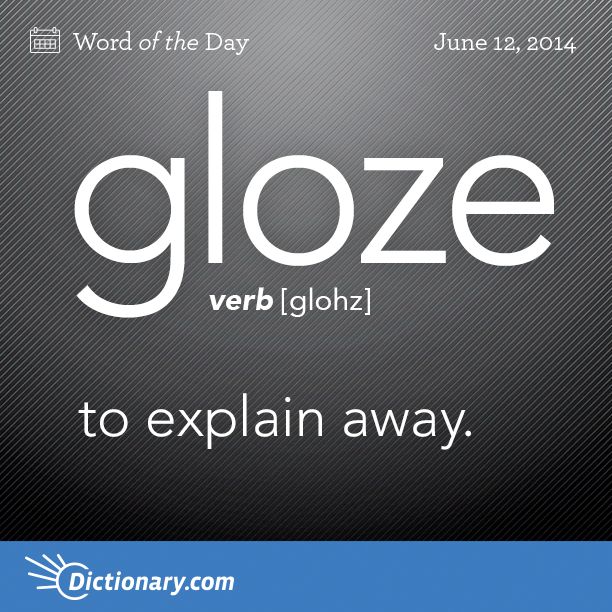 Word of the Day June 12, 2014
gloze
verb [glohz]
to explain away.
Dictionary.com